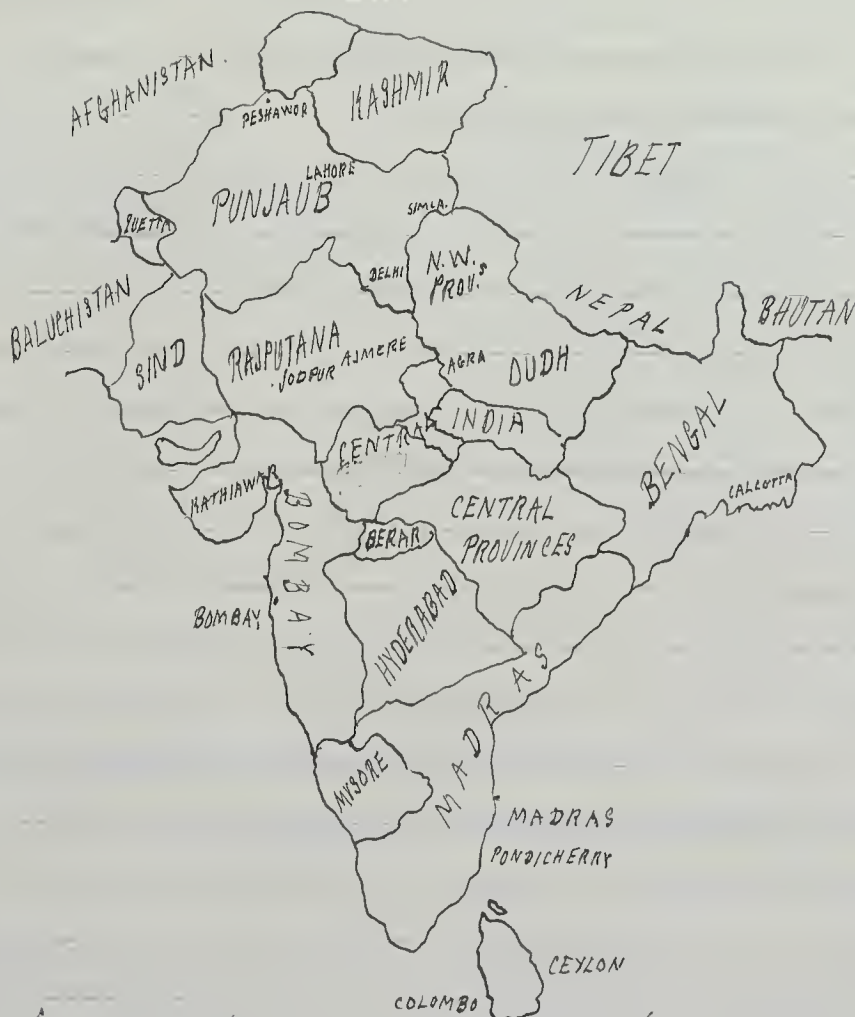 AFGHANISTAN.
KASHMIR
PESHAWOR
TIBET
LAHORE
PUNJAUB
SIMLA.
QUETTA
DELHI
N.W.
PROV.S
NEPAL
BHUTAN
BALUCHISTAN
SIND
RAJPUTANA
JODPUR AJMERE
AGRA
OUDH
CENTRAL INDIA
BENGAL
CALCUTTA
KATHIAWAR
BOMBAY
CENTRAL
PROVINCES
BERAR
BOMBAY
HYDERABAD
MADRAS
MYSORE
MADRAS
PONDICHERRY
CEYLON
COLOMBO